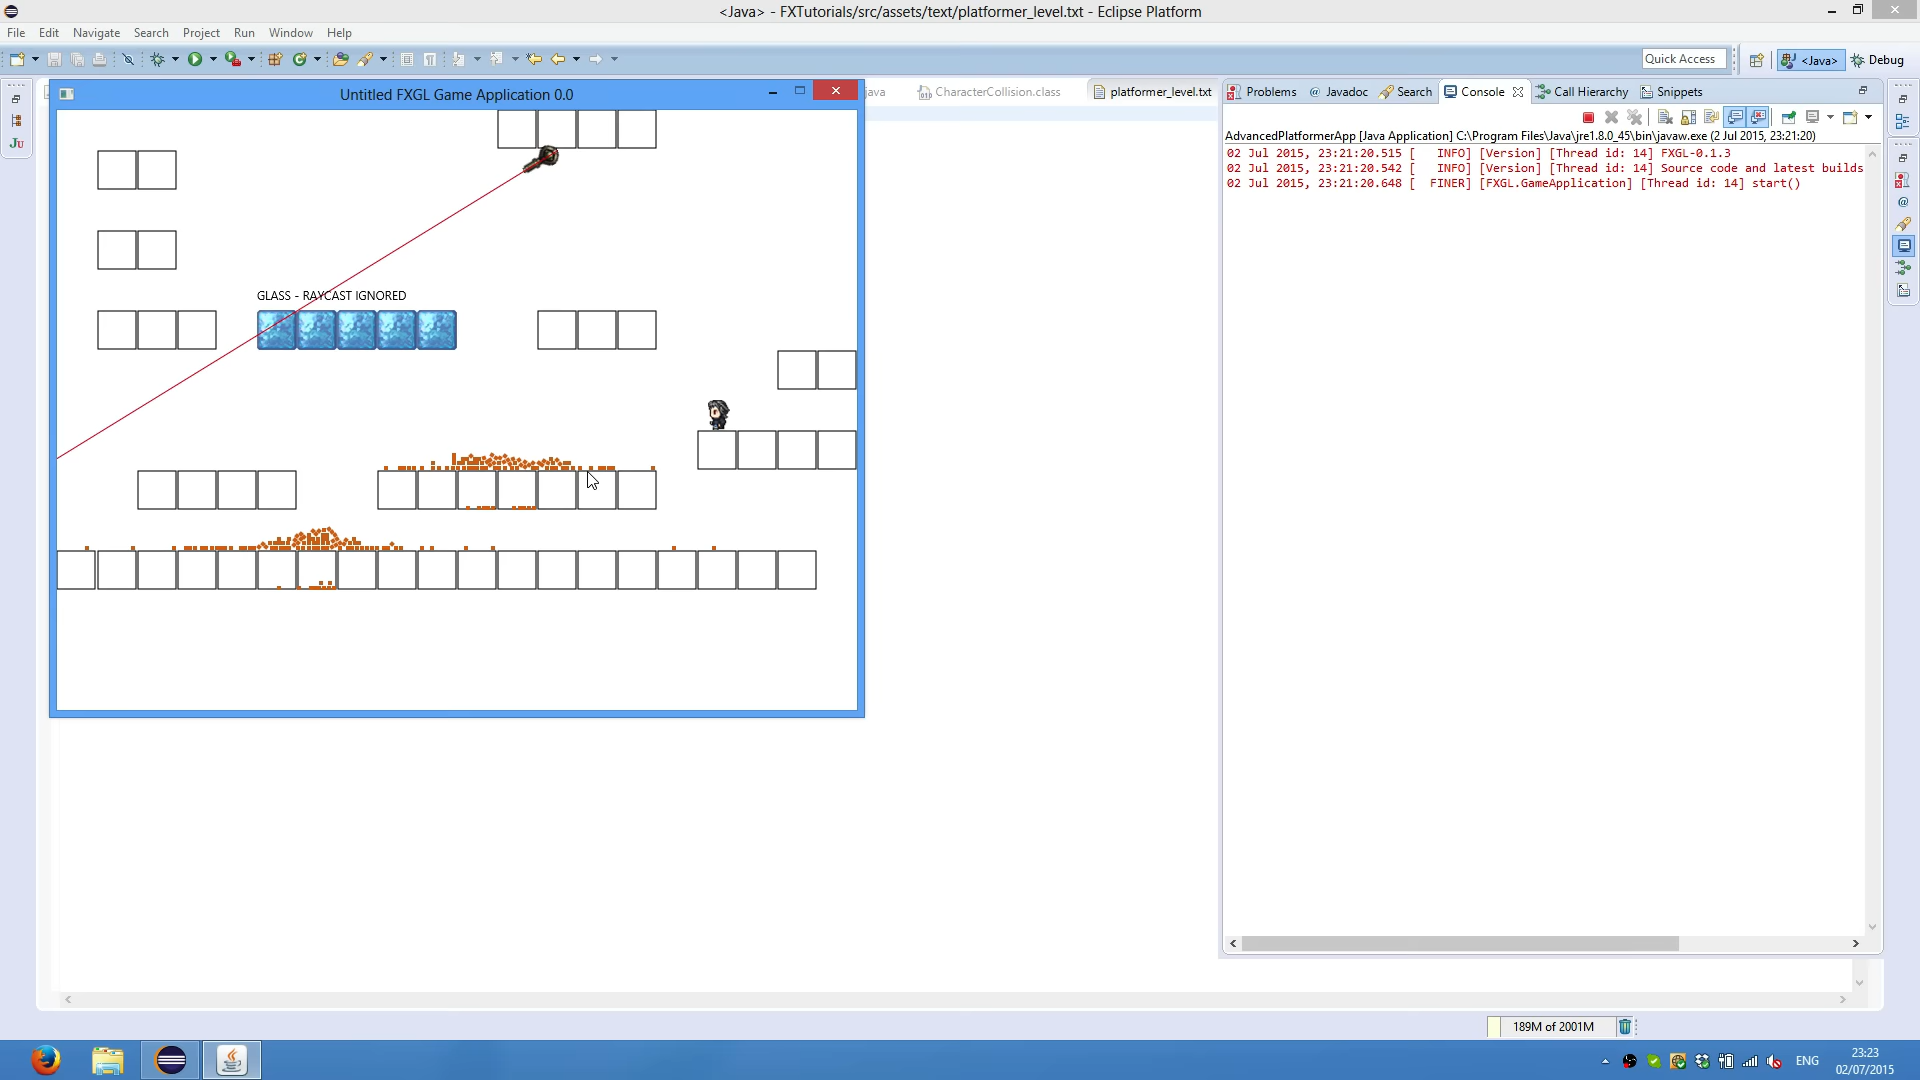 <Java> - FXTutorials/src/assets/text/platformer_level.txt - Eclipse Platform
File Edit Navigate Search Project Run Window Help
Quick Access <Java> Debug
Untitled FXGL Game Application 0.0
ava CharacterCollision.class platformer_level.txt
Problems @ Javadoc Search Console Call Hierarchy Snippets
AdvancedPlatformerApp [Java Application] C:\Program Files\Java\jre1.8.0_45\bin\javaw.exe (2 Jul 2015, 23:21:20)
02 Jul 2015, 23:21:20.515 [   INFO] [Version] [Thread id: 14] FXGL-0.1.3
02 Jul 2015, 23:21:20.542 [   INFO] [Version] [Thread id: 14] Source code and latest builds
02 Jul 2015, 23:21:20.648 [  FINER] [FXGL.GameApplication] [Thread id: 14] start()
Ju
GLASS - RAYCAST IGNORED
189M of 2001M
ENG
23:23
02/07/2015